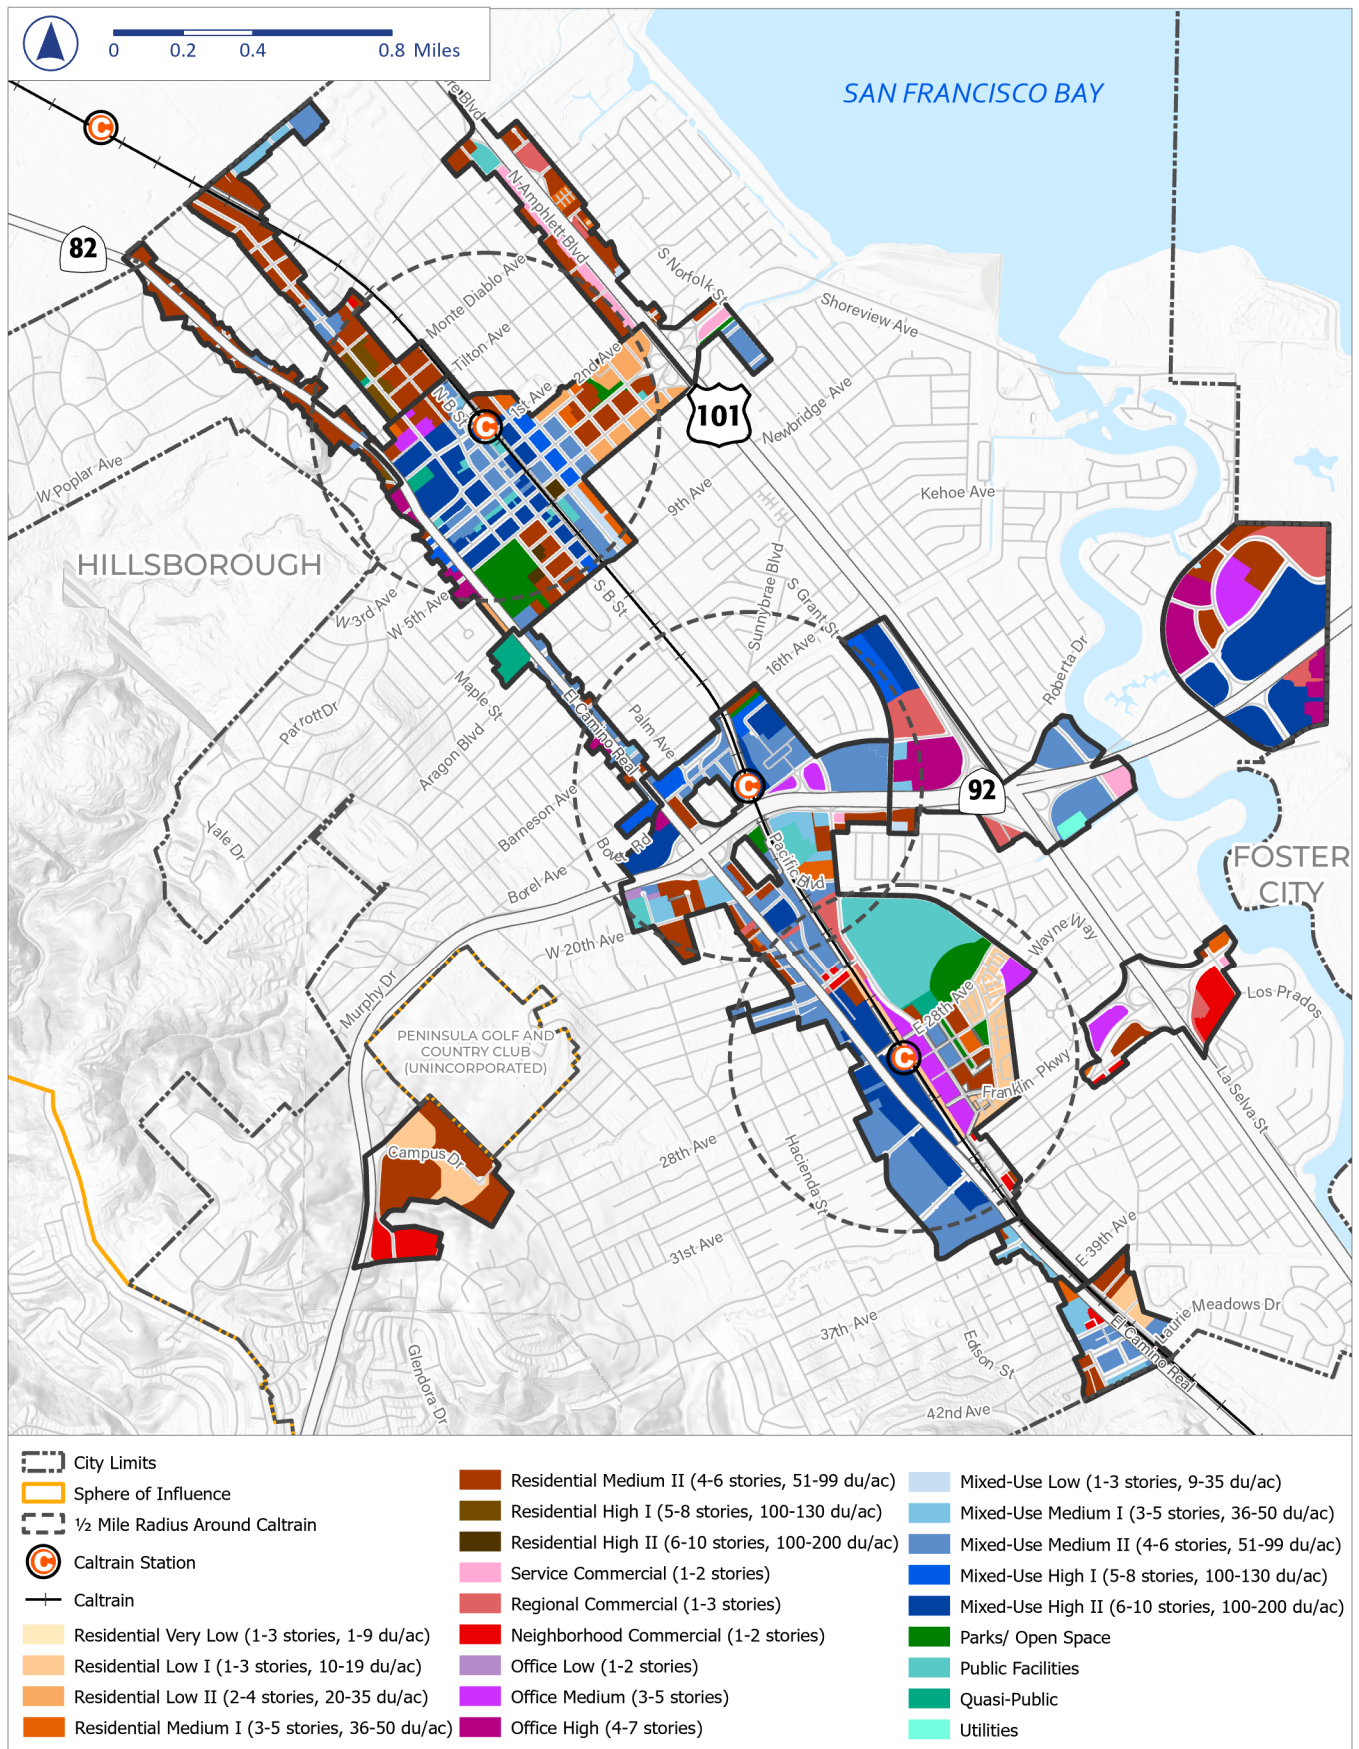 0 0.2 0.4 0.8 Miles
SAN FRANCISCO BAY
N Amphlett Blvd
82
S Norfolk St
Monte Diablo Ave
Shoreview Ave
Tilton Ave
2nd Ave
1st Ave
N B St
101
Newbridge Ave
W Poplar Ave
9th Ave
Kehoe Ave
HILLSBOROUGH
W 3rd Ave
W 5th Ave
S B St
Sunnybrae Blvd
S Grant St
16th Ave
Roberta Dr
Maple St
El Camino Real
Palm Ave
Parrott Dr
Aragon Blvd
92
Yale Dr
Barneson Ave
Bovet Rd
Pacific Blvd
Borel Ave
FOSTER
CITY
W 20th Ave
Wayne Way
Murphy Dr
Los Prados
E 28th Ave
PENINSULA GOLF AND
COUNTRY CLUB
(UNINCORPORATED)
Franklin Pkwy
La Selva St
Campus Dr
28th Ave
Hacienda St
31st Ave
E 39th Ave
Laurie Meadows Dr
37th Ave
El Camino Real
Edison St
Glendora Dr
42nd Ave
City Limits
Sphere of Influence
½ Mile Radius Around Caltrain
C Caltrain Station
Caltrain
Residential Very Low (1-3 stories, 1-9 du/ac)
Residential Low I (1-3 stories, 10-19 du/ac)
Residential Low II (2-4 stories, 20-35 du/ac)
Residential Medium I (3-5 stories, 36-50 du/ac)
Residential Medium II (4-6 stories, 51-99 du/ac)
Residential High I (5-8 stories, 100-130 du/ac)
Residential High II (6-10 stories, 100-200 du/ac)
Service Commercial (1-2 stories)
Regional Commercial (1-3 stories)
Neighborhood Commercial (1-2 stories)
Office Low (1-2 stories)
Office Medium (3-5 stories)
Office High (4-7 stories)
Mixed-Use Low (1-3 stories, 9-35 du/ac)
Mixed-Use Medium I (3-5 stories, 36-50 du/ac)
Mixed-Use Medium II (4-6 stories, 51-99 du/ac)
Mixed-Use High I (5-8 stories, 100-130 du/ac)
Mixed-Use High II (6-10 stories, 100-200 du/ac)
Parks/ Open Space
Public Facilities
Quasi-Public
Utilities